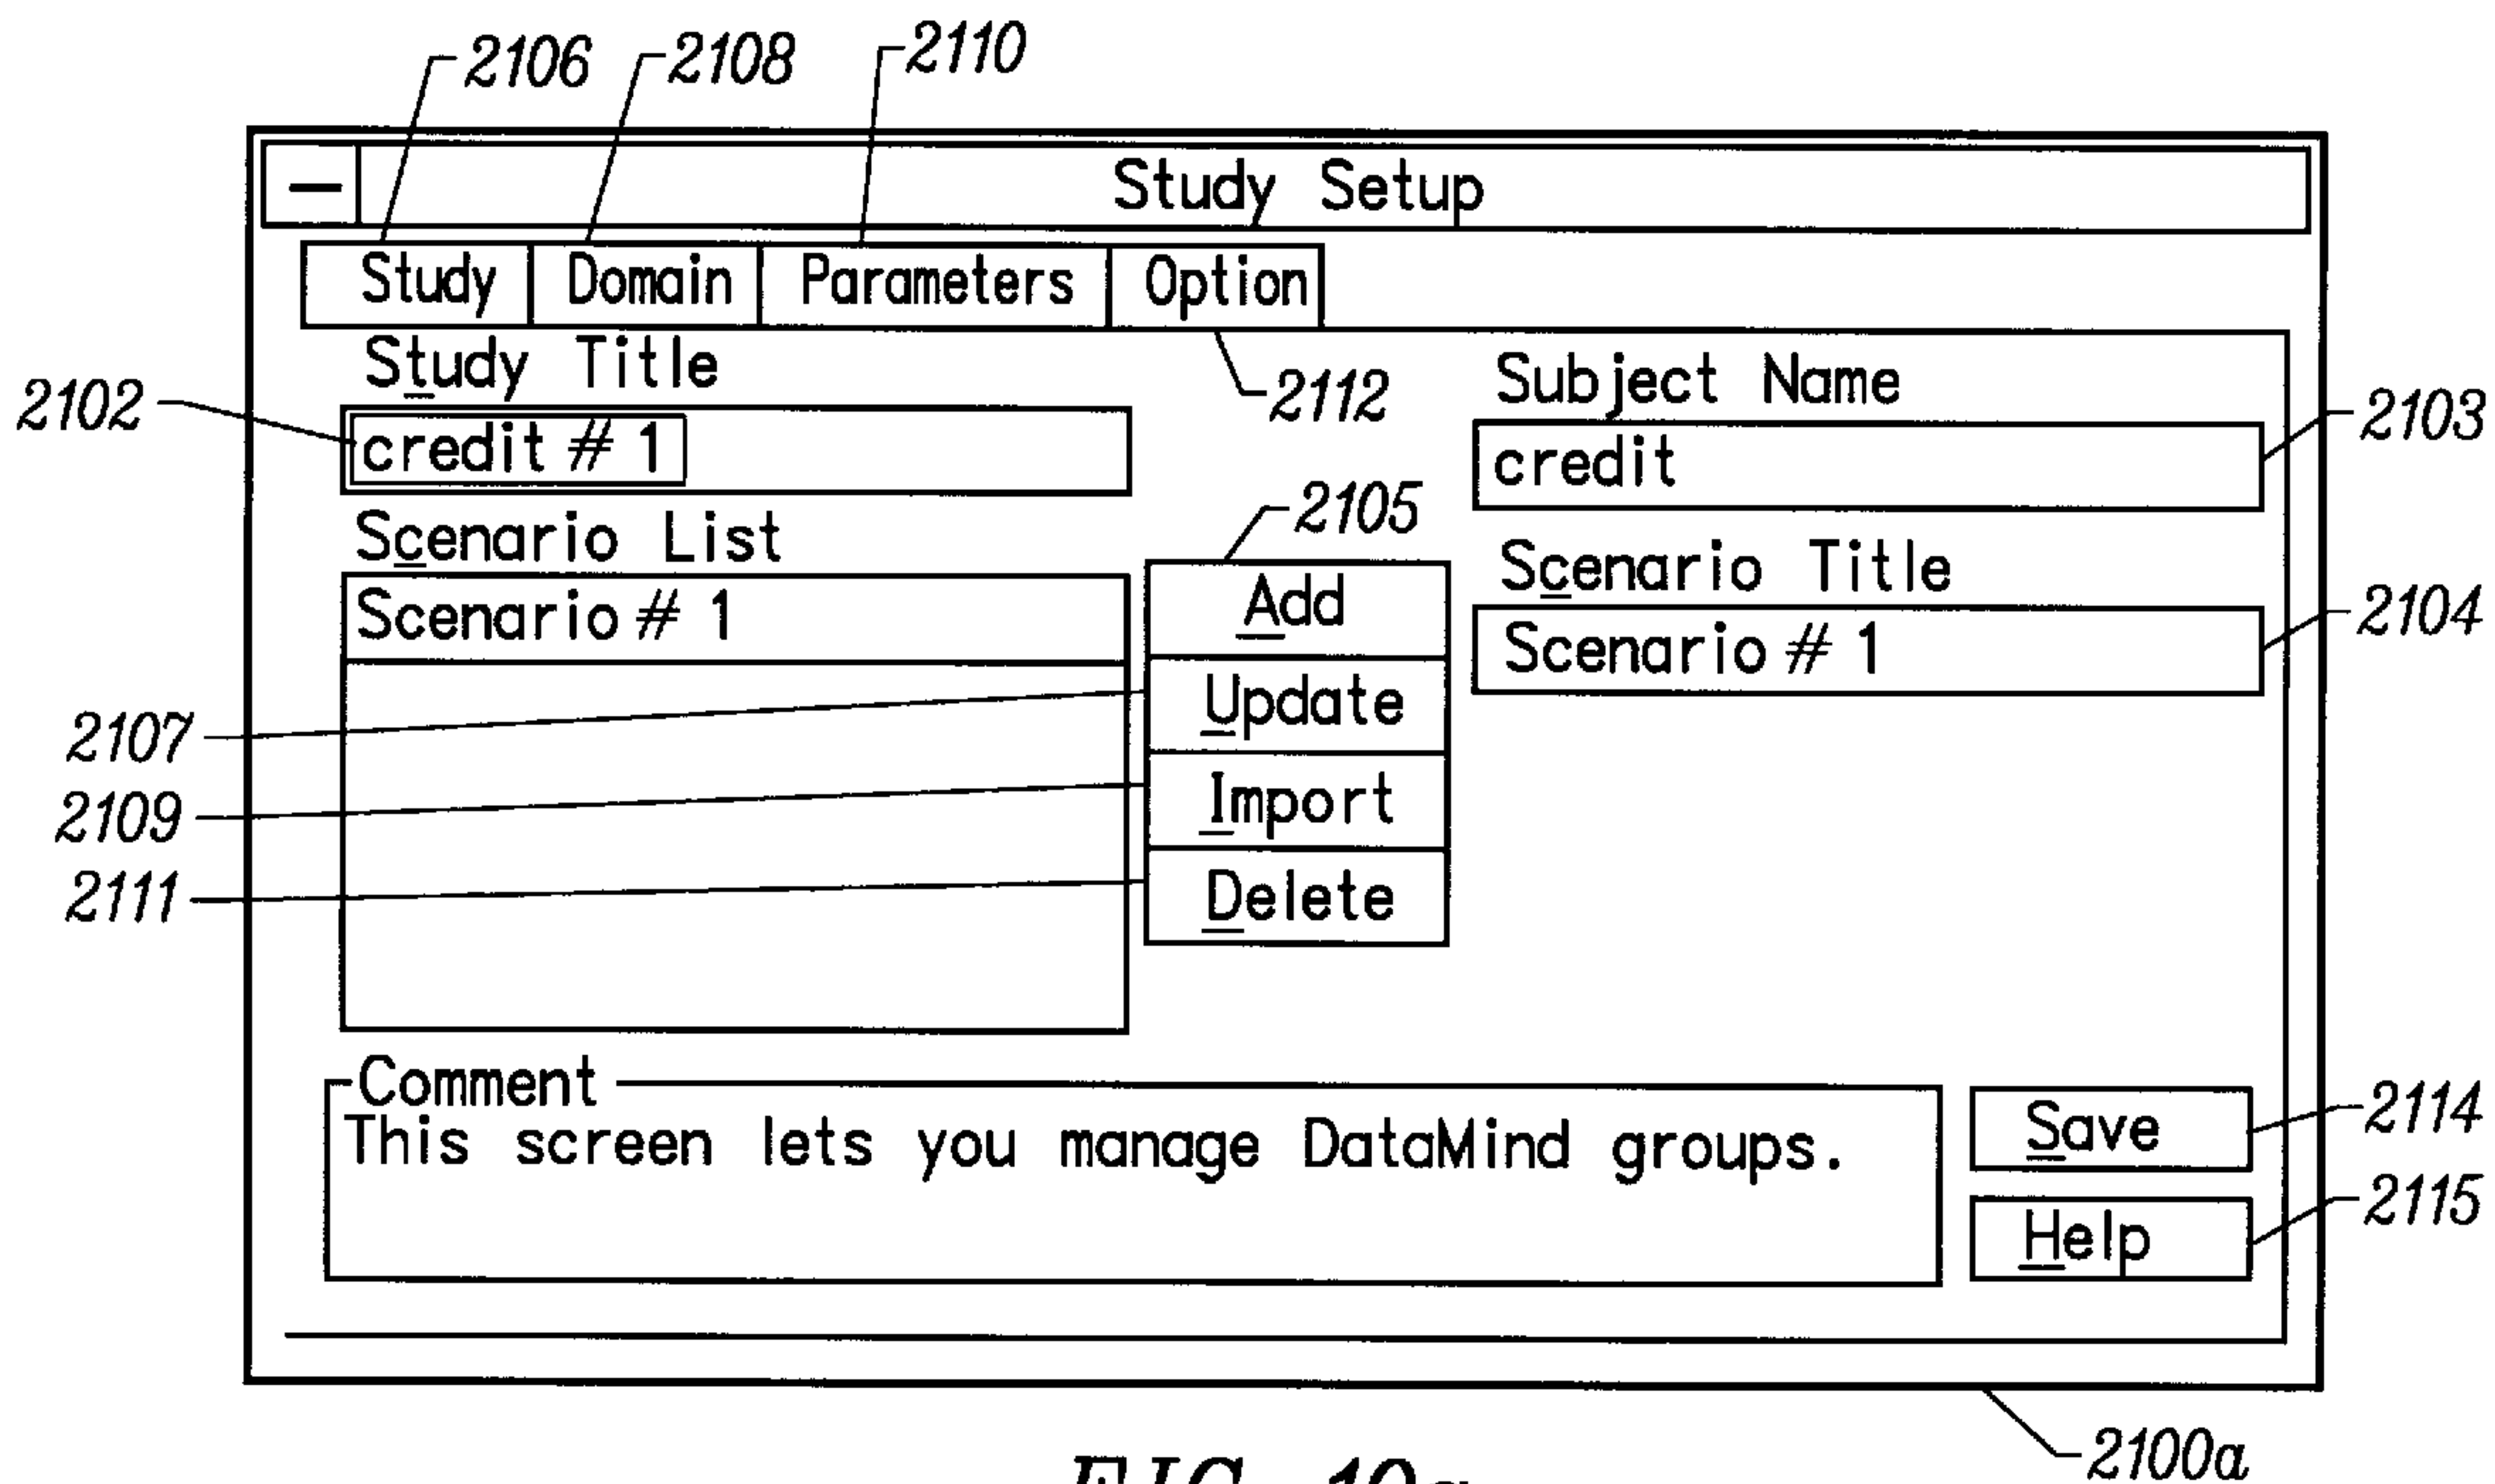 2106 2108 2110
Study Setup
Study Domain Parameters Option
Study Title
2112
Subject Name
2102
2103
credit # 1
credit
2105
Scenario List
Scenario Title
Scenario # 1
Add
2104
Scenario # 1
Update
2107
Import
2109
Delete
2111
Comment
This screen lets you manage DataMind groups.
Save
2114
Help
2115
2100a